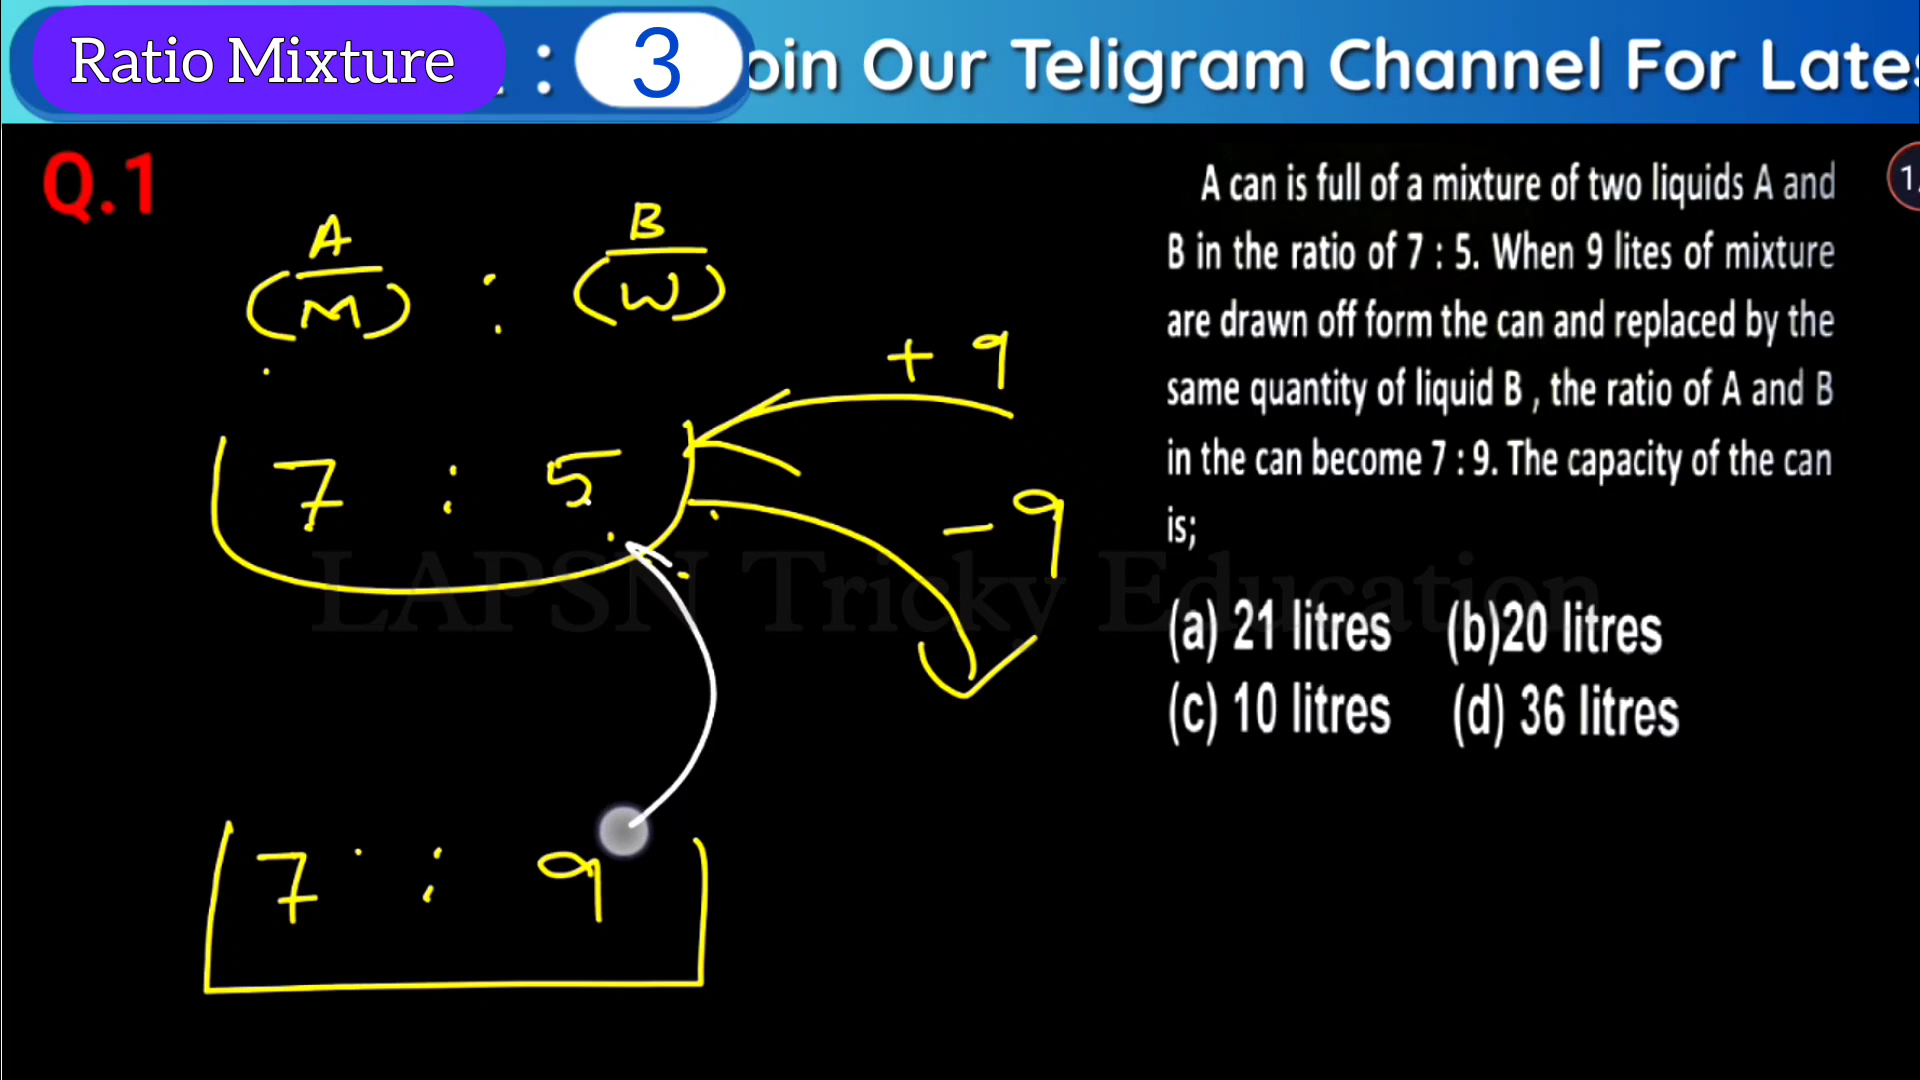 Ratio Mixture : 3 oin Our Teligram Channel For Lates
Q.1
A can is full of a mixture of two liquids A and
B in the ratio of 7 : 5. When 9 lites of mixture
are drawn off form the can and replaced by the
same quantity of liquid B , the ratio of A and B
in the can become 7 : 9. The capacity of the can
is;
(a) 21 litres (b)20 litres
(c) 10 litres (d) 36 litres
A B
(M) : (W)
+ 9
7 : 5
- 9
7 : 9
LAPSN Tricky Education
1